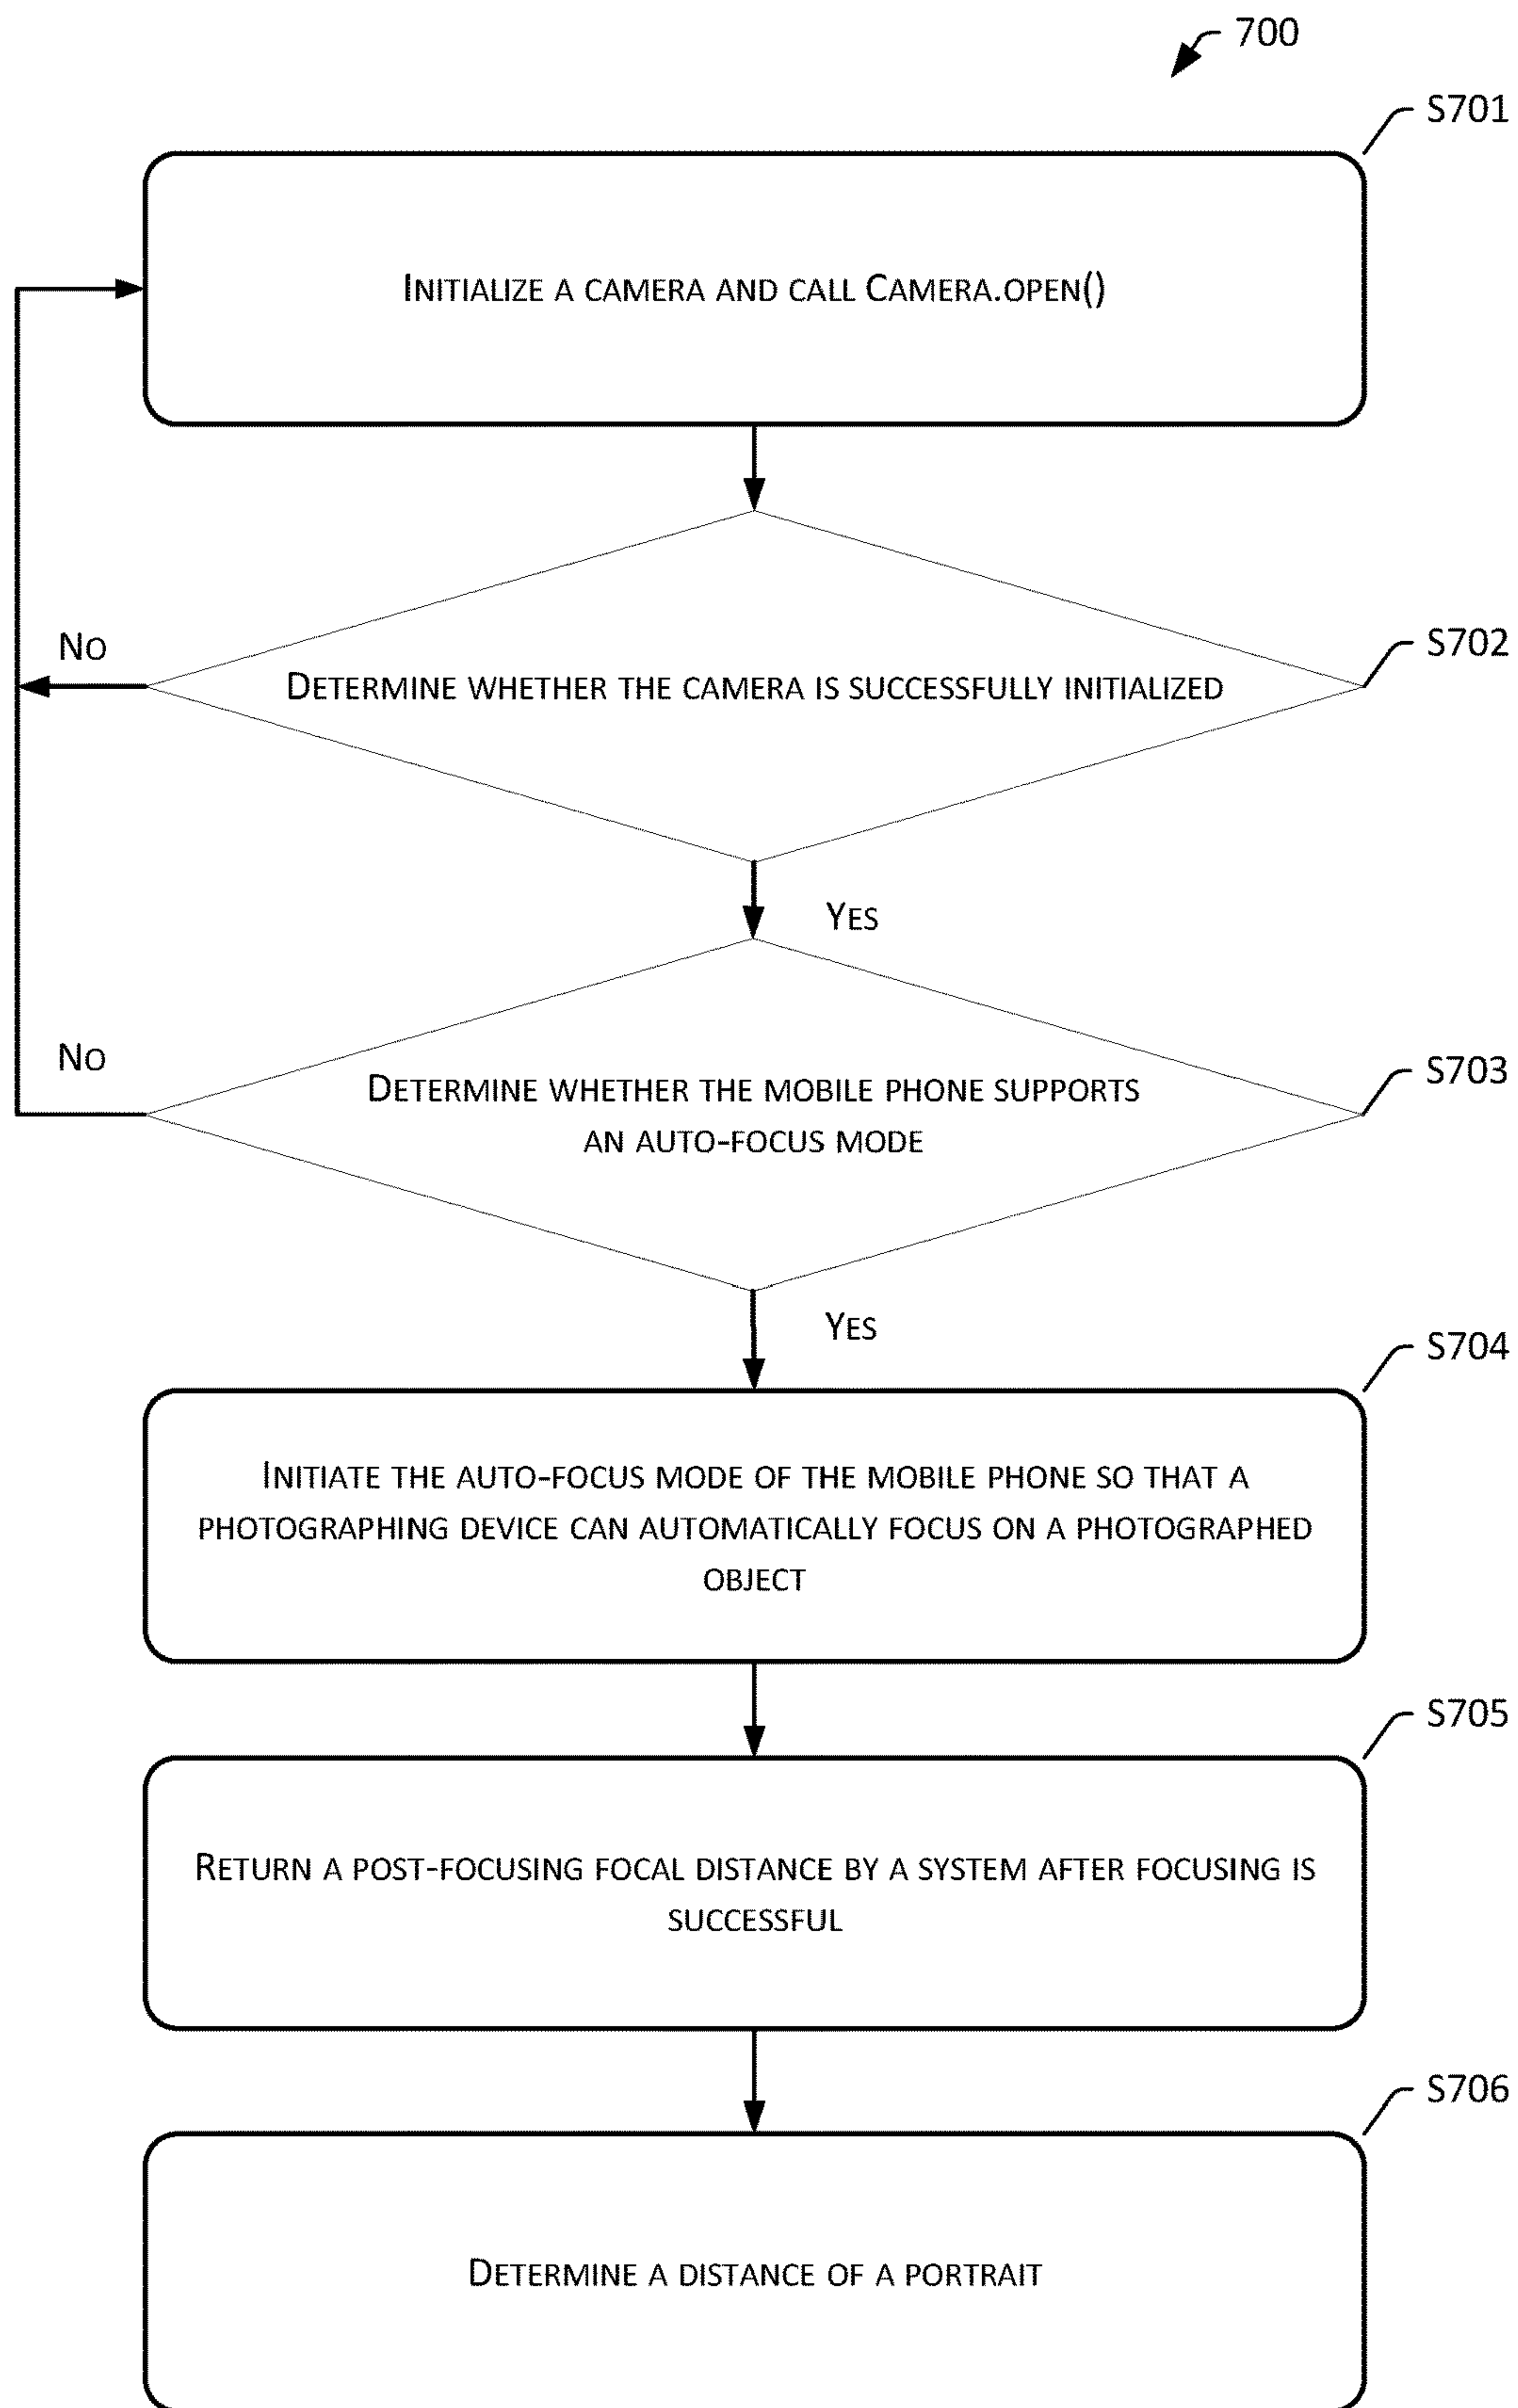 700
S701
Initialize a camera and call Camera.open()
No
Determine whether the camera is successfully initialized
S702
Yes
No
Determine whether the mobile phone supports
an auto-focus mode
S703
Yes
S704
Initiate the auto-focus mode of the mobile phone so that a
photographing device can automatically focus on a photographed
object
S705
Return a post-focusing focal distance by a system after focusing is
successful
S706
Determine a distance of a portrait